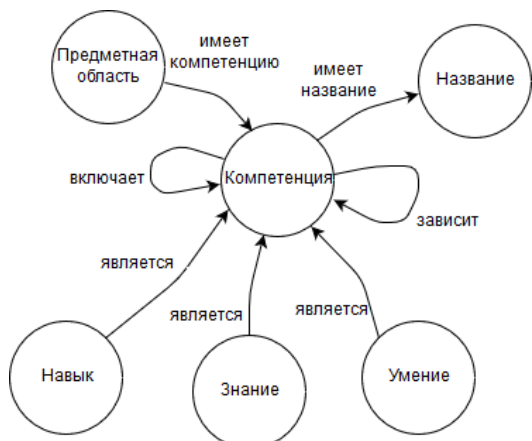 Предметная
область
имеет
компетенцию
имеет
название
Название
включает
Компетенция
зависит
является
является
является
Навык
Знание
Умение